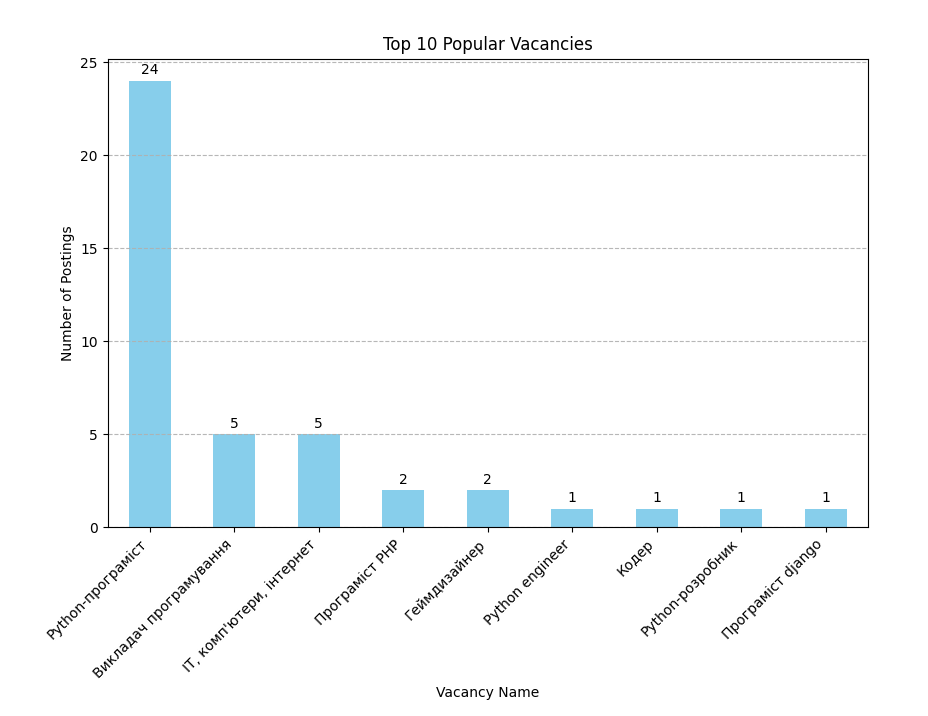 Top 10 Popular Vacancies
Number of Postings
25
20
15
10
5
0
24
5
5
2
2
1
1
1
1
Python-програміст
Викладач програмування
ІТ, комп'ютери, інтернет
Програміст PHP
Геймдизайнер
Python engineer
Кодер
Python-розробник
Програміст django
Vacancy Name